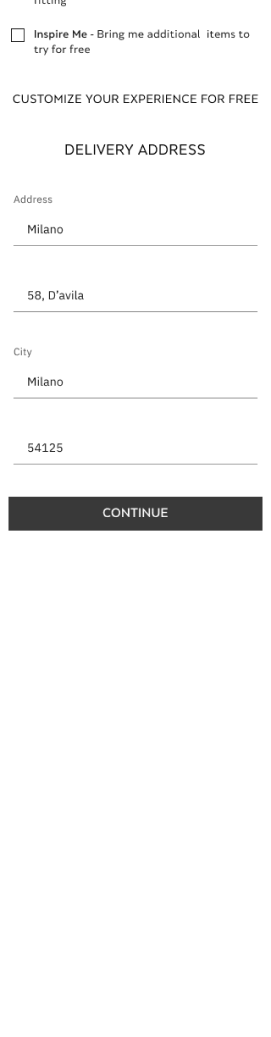 fitting
Inspire Me - Bring me additional items to
try for free
CUSTOMIZE YOUR EXPERIENCE FOR FREE
DELIVERY ADDRESS
Address
Milano
58, D'avila
City
Milano
54125
CONTINUE